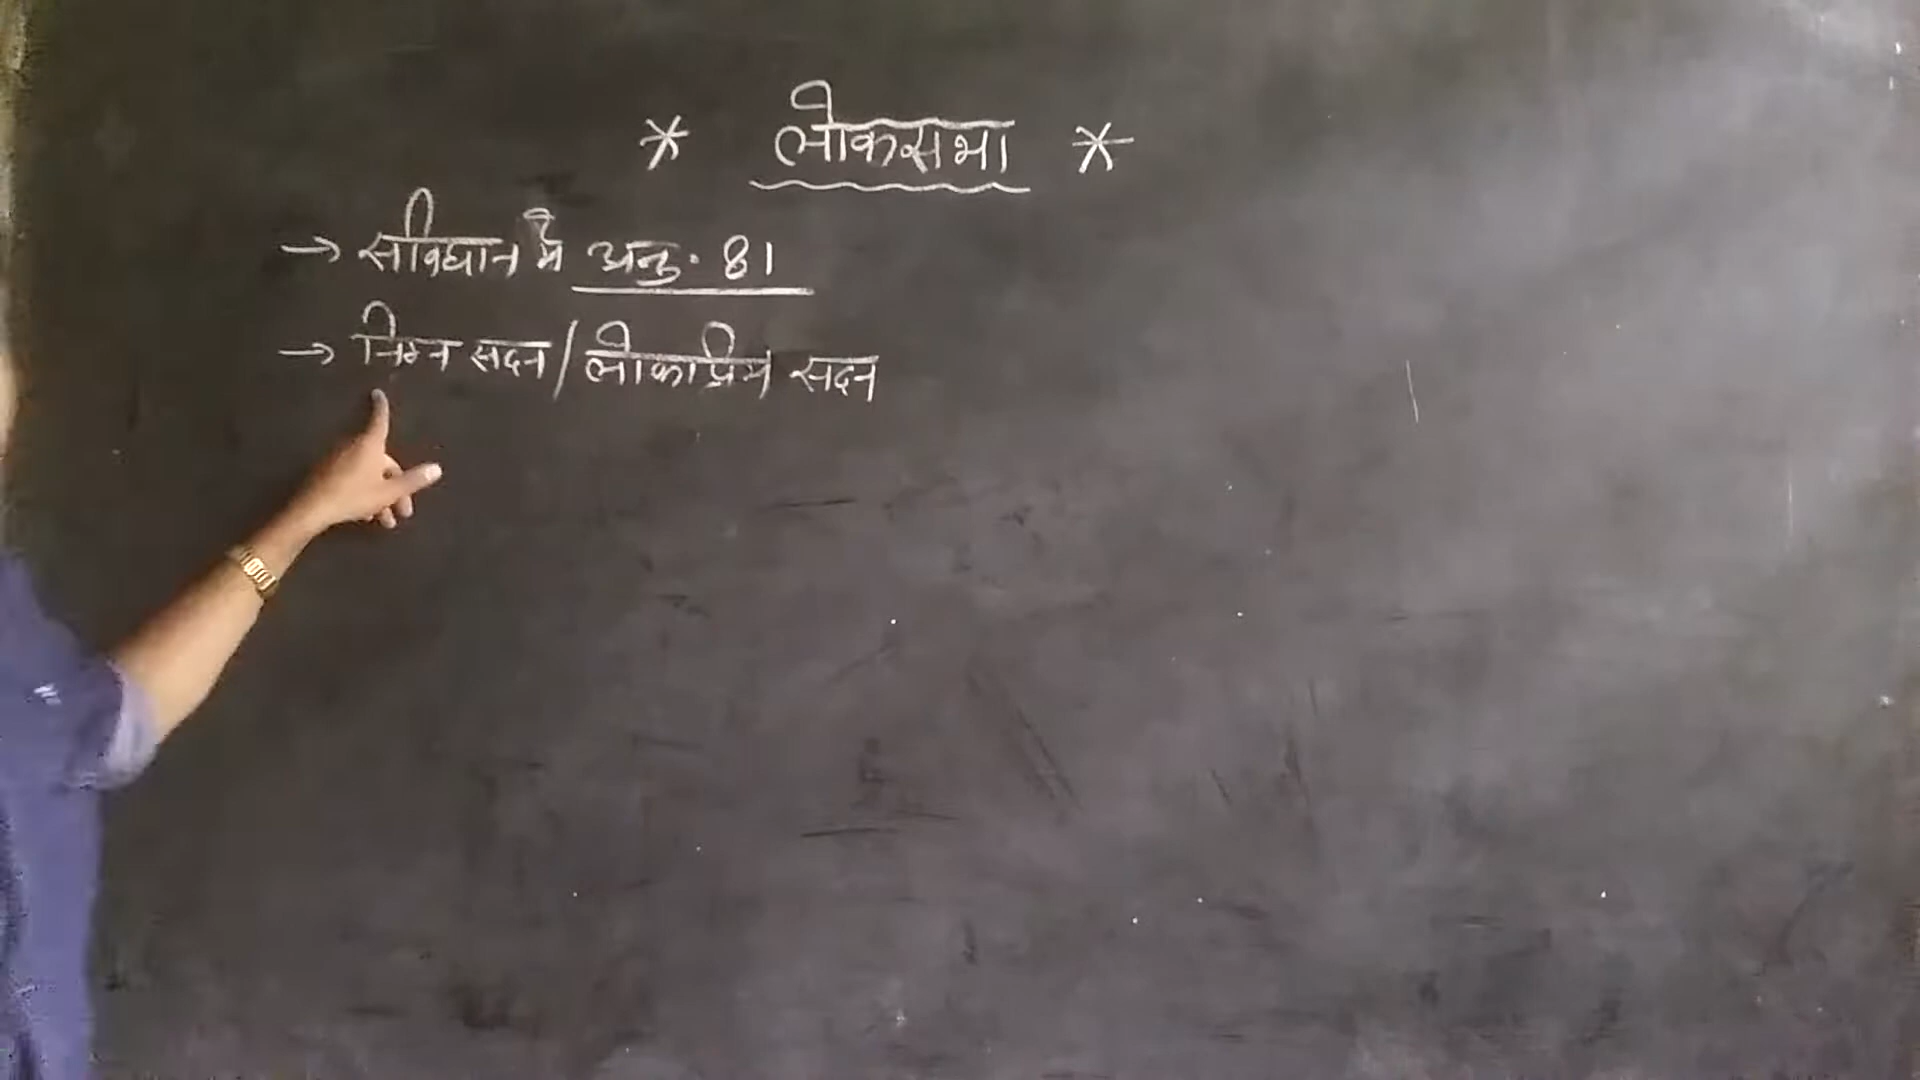 * लोकसभा *
→ संविधान में अनु. 81
→ निम्न सदन / लोकप्रिय सदन